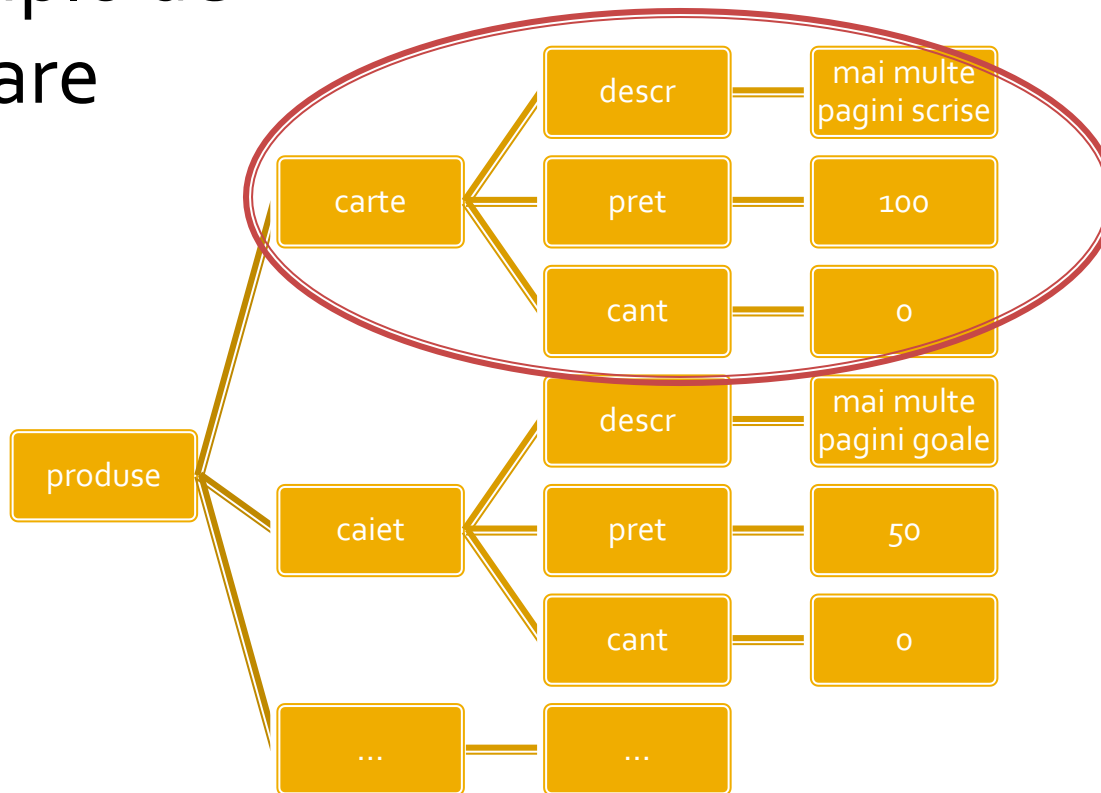 are
descr
mai multe
pagini scrise
carte
pret
100
cant
0
produse
descr
mai multe
pagini goale
caiet
pret
50
cant
0
...
...